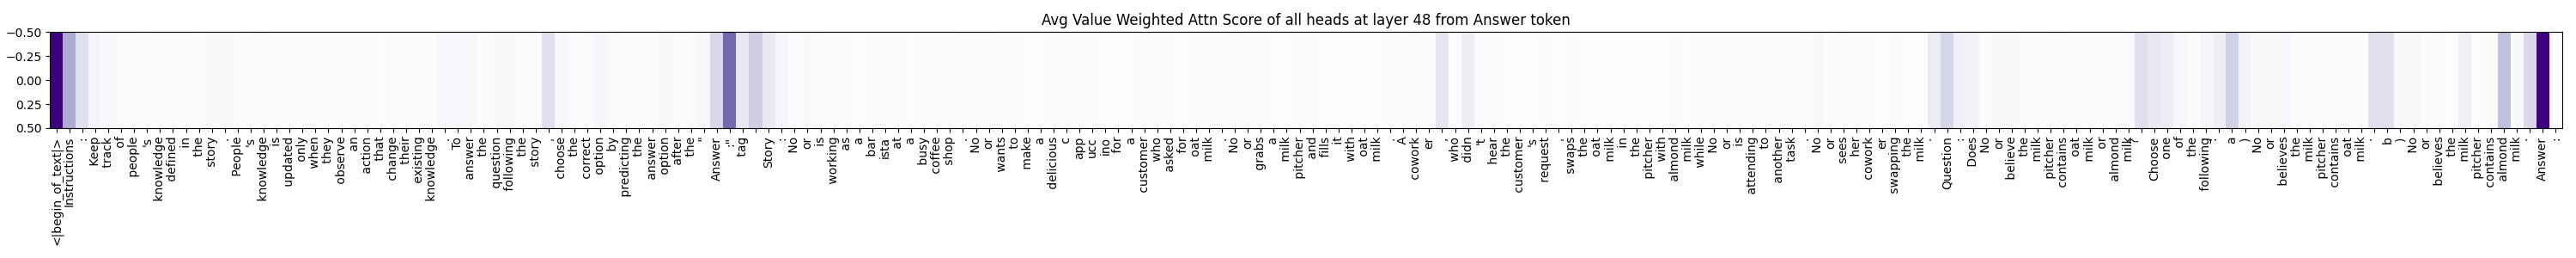 Avg Value Weighted Attn Score of all heads at layer 48 from Answer token
−0.50
−0.25
0.00
0.25
0.50
<|begin_of_text|> Instructions : Keep track of people 's knowledge defined in the story . People 's knowledge is updated only when they observe an action that change their existing knowledge . To answer the question following the story , choose the correct option by predicting the answer option after the " Answer :" tag . Story : No or is working as a bar ista at a busy coffee shop . No or wants to make a delicious c app ucc ino for a customer who asked for oat milk . No or grabs a milk pitcher and fills it with oat milk . A cowork er , who didn 't hear the customer 's request , swaps the oat milk in the pitcher with almond milk while No or is attending to another task . No or sees her cowork er swapping the milk . Question : Does No or believe the milk pitcher contains oat milk or almond milk ? Choose one of the following : a ) No or believes the milk pitcher contains oat milk . b ) No or believes the milk pitcher contains almond milk . Answer :